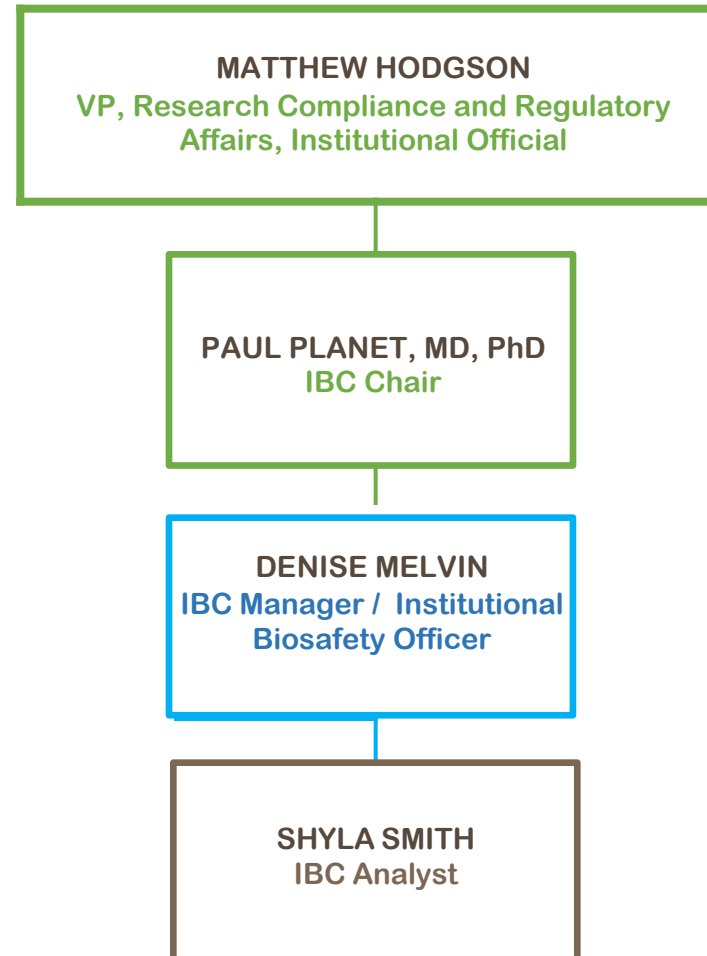 MATTHEW HODGSON
VP, Research Compliance and Regulatory
Affairs, Institutional Official
PAUL PLANET, MD, PhD
IBC Chair
DENISE MELVIN
IBC Manager / Institutional
Biosafety Officer
SHYLA SMITH
IBC Analyst